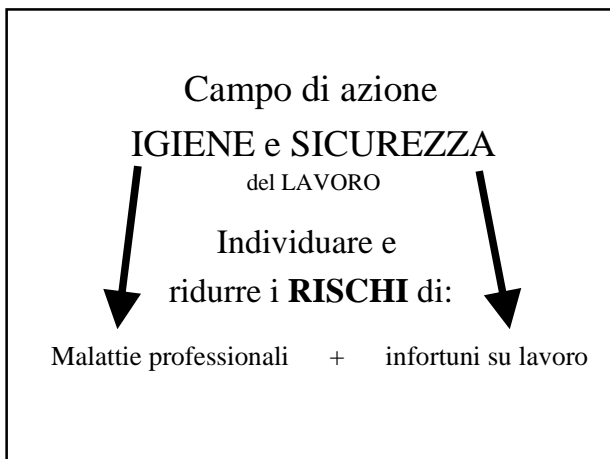 Campo di azione
IGIENE e SICUREZZA
del LAVORO
Individuare e
ridurre i RISCHI di:
Malattie professionali + infortuni su lavoro